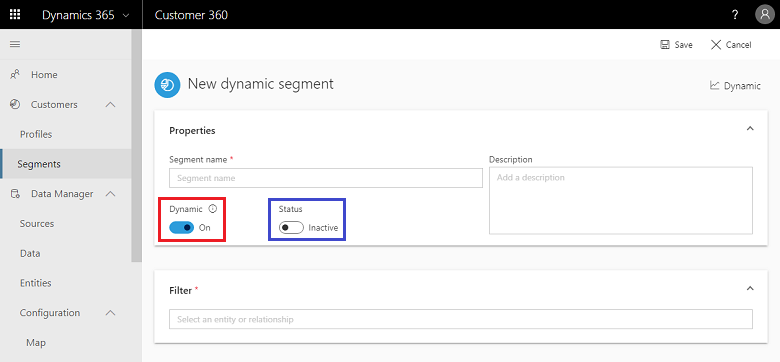 Dynamics 365
Customer 360
?
Save
Cancel
Home
Customers
Profiles
Segments
Data Manager
Sources
Data
Entities
Configuration
Map
New dynamic segment
Dynamic
Properties
Segment name *
Segment name
Description
Add a description
Dynamic
On
Status
Inactive
Filter *
Select an entity or relationship